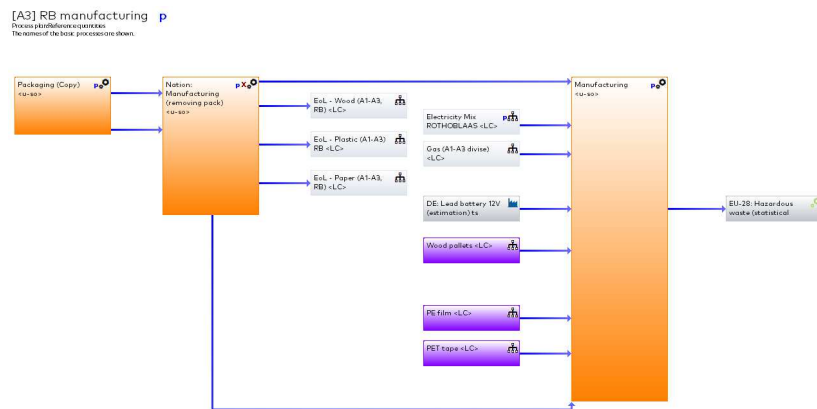 [A3] RB manufacturing p
Process plan:Reference quantities
The names of the basic processes are shown.
Packaging (Copy) p
<u-so>
Nation: pX
Manufacturing
(removing pack)
<u-so>
EoL - Wood (A1-A3,
RB) <LC>
EoL - Plastic (A1-A3)
RB <LC>
EoL - Paper (A1-A3,
RB) <LC>
Electricity Mix p
ROTHOBLAAS <LC>
Gas (A1-A3 divise)
<LC>
DE: Lead battery 12V
(estimation) ts
Wood pallets <LC>
PE film <LC>
PET tape <LC>
Manufacturing p
<u-so>
EU-28: Hazardous
waste (statistical